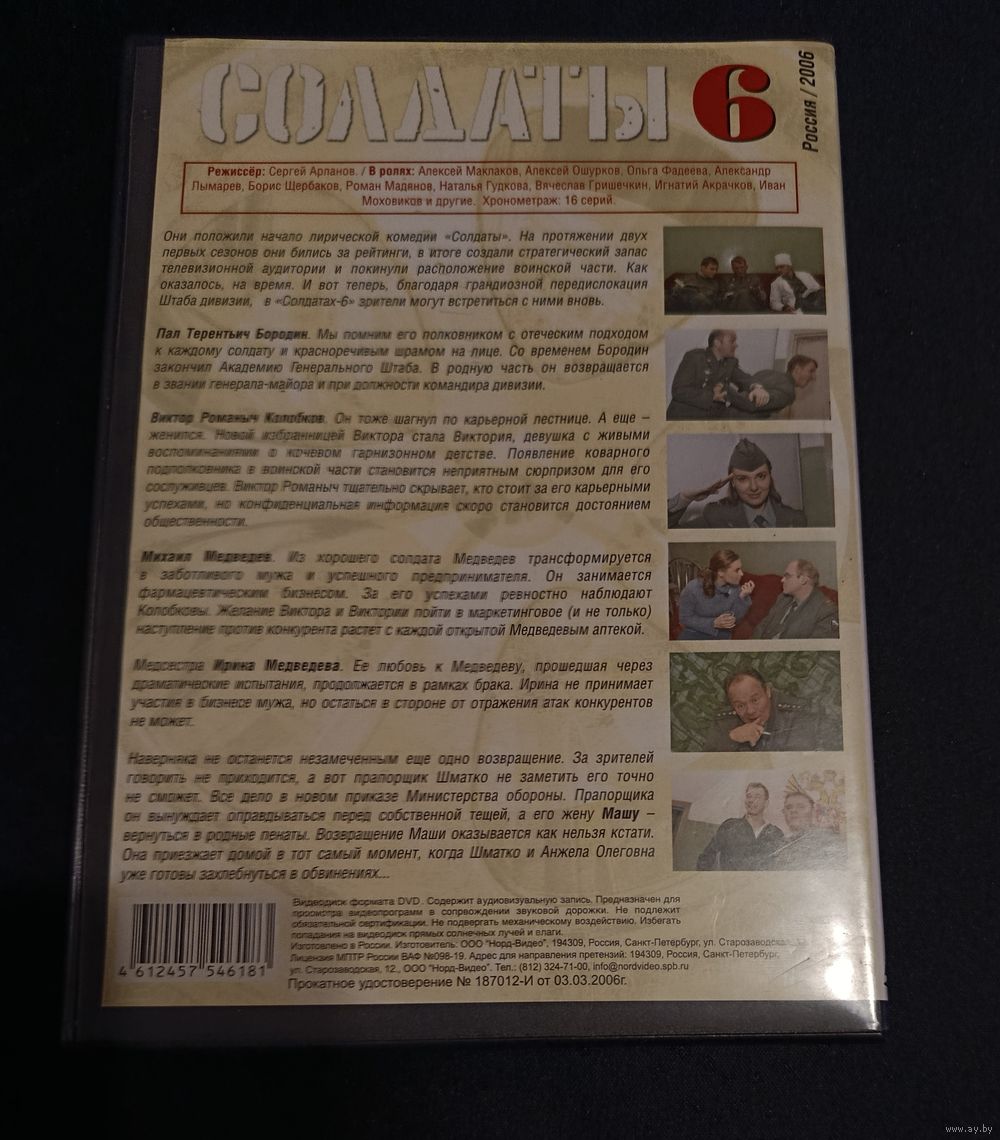 СОЛДАТЫ 6
Россия / 2006
Режиссёр: Сергей Арланов. / В ролях: Алексей Маклаков, Алексей Ошурков, Ольга Фадеева, Александр
Лымарев, Борис Щербаков, Роман Мадянов, Наталья Гудкова, Вячеслав Гришечкин, Игнатий Акрачков, Иван
Моховиков и другие. Хронометраж: 16 серий.
Они положили начало лирической комедии «Солдаты». На протяжении двух
первых сезонов они бились за рейтинги, в итоге создали стратегический запас
телевизионной аудитории и покинули расположение воинской части. Как
оказалось, на время. И вот теперь, благодаря грандиозной передислокация
Штаба дивизии, в «Солдатах-6» зрители могут встретиться с ними вновь.
Пал Терентьич Бородин. Мы помним его полковником с отеческим подходом
к каждому солдату и красноречивым шрамом на лице. Со временем Бородин
закончил Академию Генерального Штаба. В родную часть он возвращается
в звании генерала-майора и при должности командира дивизии.
Виктор Романыч Колобков. Он тоже шагнул по карьерной лестнице. А еще –
женился. Новой избранницей Виктора стала Виктория, девушка с живыми
воспоминаниями о кочевом гарнизонном детстве. Появление коварного
подполковника в воинской части становится неприятным сюрпризом для его
сослуживцев. Виктор Романыч тщательно скрывает, кто стоит за его карьерными
успехами, но конфиденциальная информация скоро становится достоянием
общественности.
Михаил Медведев. Из хорошего солдата Медведев трансформируется
в заботливого мужа и успешного предпринимателя. Он занимается
фармацевтическим бизнесом. За его успехами ревностно наблюдают
Колобковы. Желание Виктора и Виктории пойти в маркетинговое (и не только)
наступление против конкурента растет с каждой открытой Медведевым аптекой.
Медсестра Ирина Медведева. Ее любовь к Медведеву, прошедшая через
драматические испытания, продолжается в рамках брака. Ирина не принимает
участия в бизнесе мужа, но остаться в стороне от отражения атак конкурентов
не может.
Наверняка не останется незамеченным еще одно возвращение. За зрителей
говорить не приходится, а вот прапорщик Шматко не заметить его точно
не сможет. Все дело в новом приказе Министерства обороны. Прапорщика
он вынуждает оправдываться перед собственной тещей, а его жену Машу –
вернуться в родные пенаты. Возвращение Маши оказывается как нельзя кстати.
Она приезжает домой в тот самый момент, когда Шматко и Анжела Олеговна
уже готовы захлебнуться в обвинениях...
Видеодиск формата DVD. Содержит аудиовизуальную запись. Предназначен для
просмотра видеопрограмм в сопровождении звуковой дорожки. Не подлежит
обязательной сертификации. Не подвергать механическому воздействию. Избегать
попадания на видеодиск прямых солнечных лучей и влаги.
Изготовлено в России. Изготовитель: ООО "Норд-Видео", 194309, Россия, Санкт-Петербург, ул. Старозаводская,
Лицензия МПТР России ВАФ №098-19. Адрес для направления претензий: 194309, Россия, Санкт-Петербург,
ул. Старозаводская, 12., ООО "Норд-Видео". Тел.: (812) 324-71-00, info@nordvideo.spb.ru
Прокатное удостоверение № 187012-И от 03.03.2006г.
4 612457 546181
www.ay.by